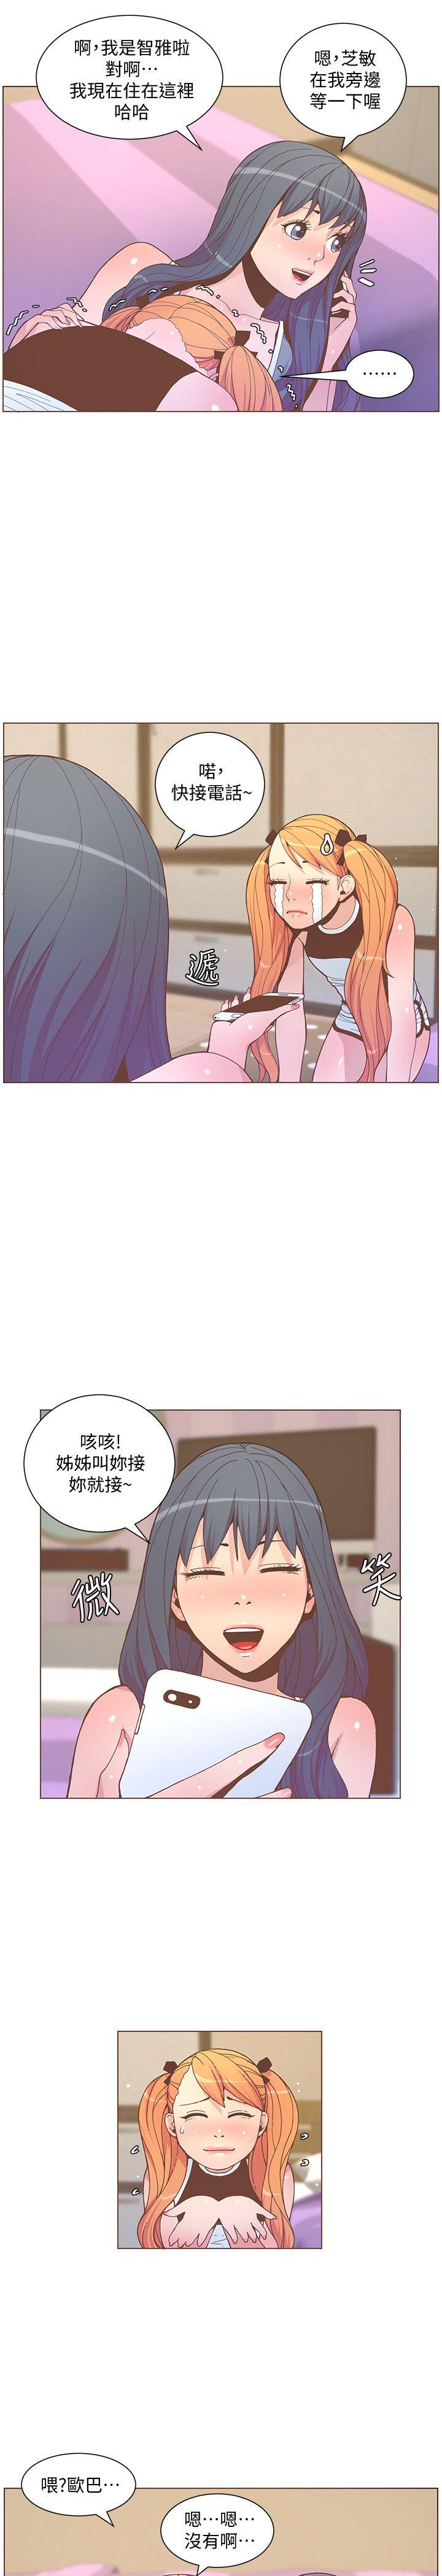 啊,我是智雅啦
對啊…
我現在住在這裡
哈哈
嗯,芝敏
在我旁邊
等一下喔
……
喏,
快接電話~
遞
咳咳!
姊姊叫妳接
妳就接~
微
笑
喂?歐巴…
嗯…嗯…
沒有啊…